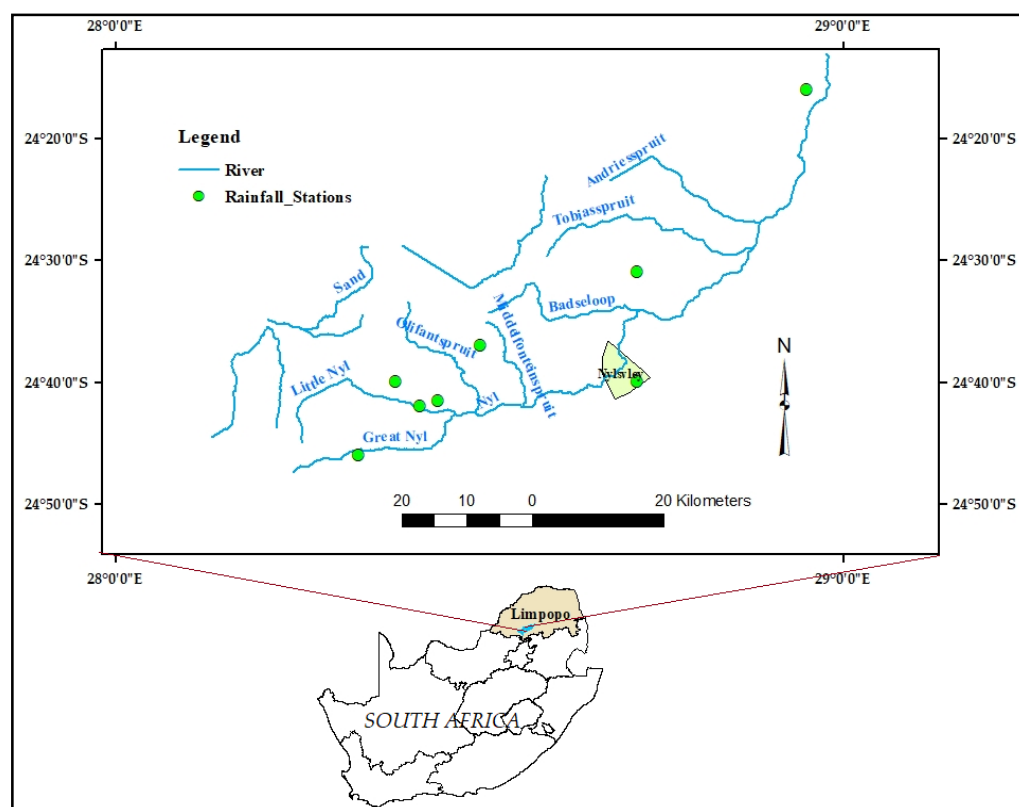 28°0'0"E 29°0'0"E
24°20'0"S 24°20'0"S
24°30'0"S 24°30'0"S
24°40'0"S 24°40'0"S
24°50'0"S 24°50'0"S
Legend
River
Rainfall_Stations
Andriesspruit
Tobiasspruit
Sand
Badseloop
Olifantspruit
Midddfonteinspruit
Nylsvley
Little Nyl
Nyl
Great Nyl
N
20 10 0 20 Kilometers
28°0'0"E 29°0'0"E
Limpopo
SOUTH AFRICA